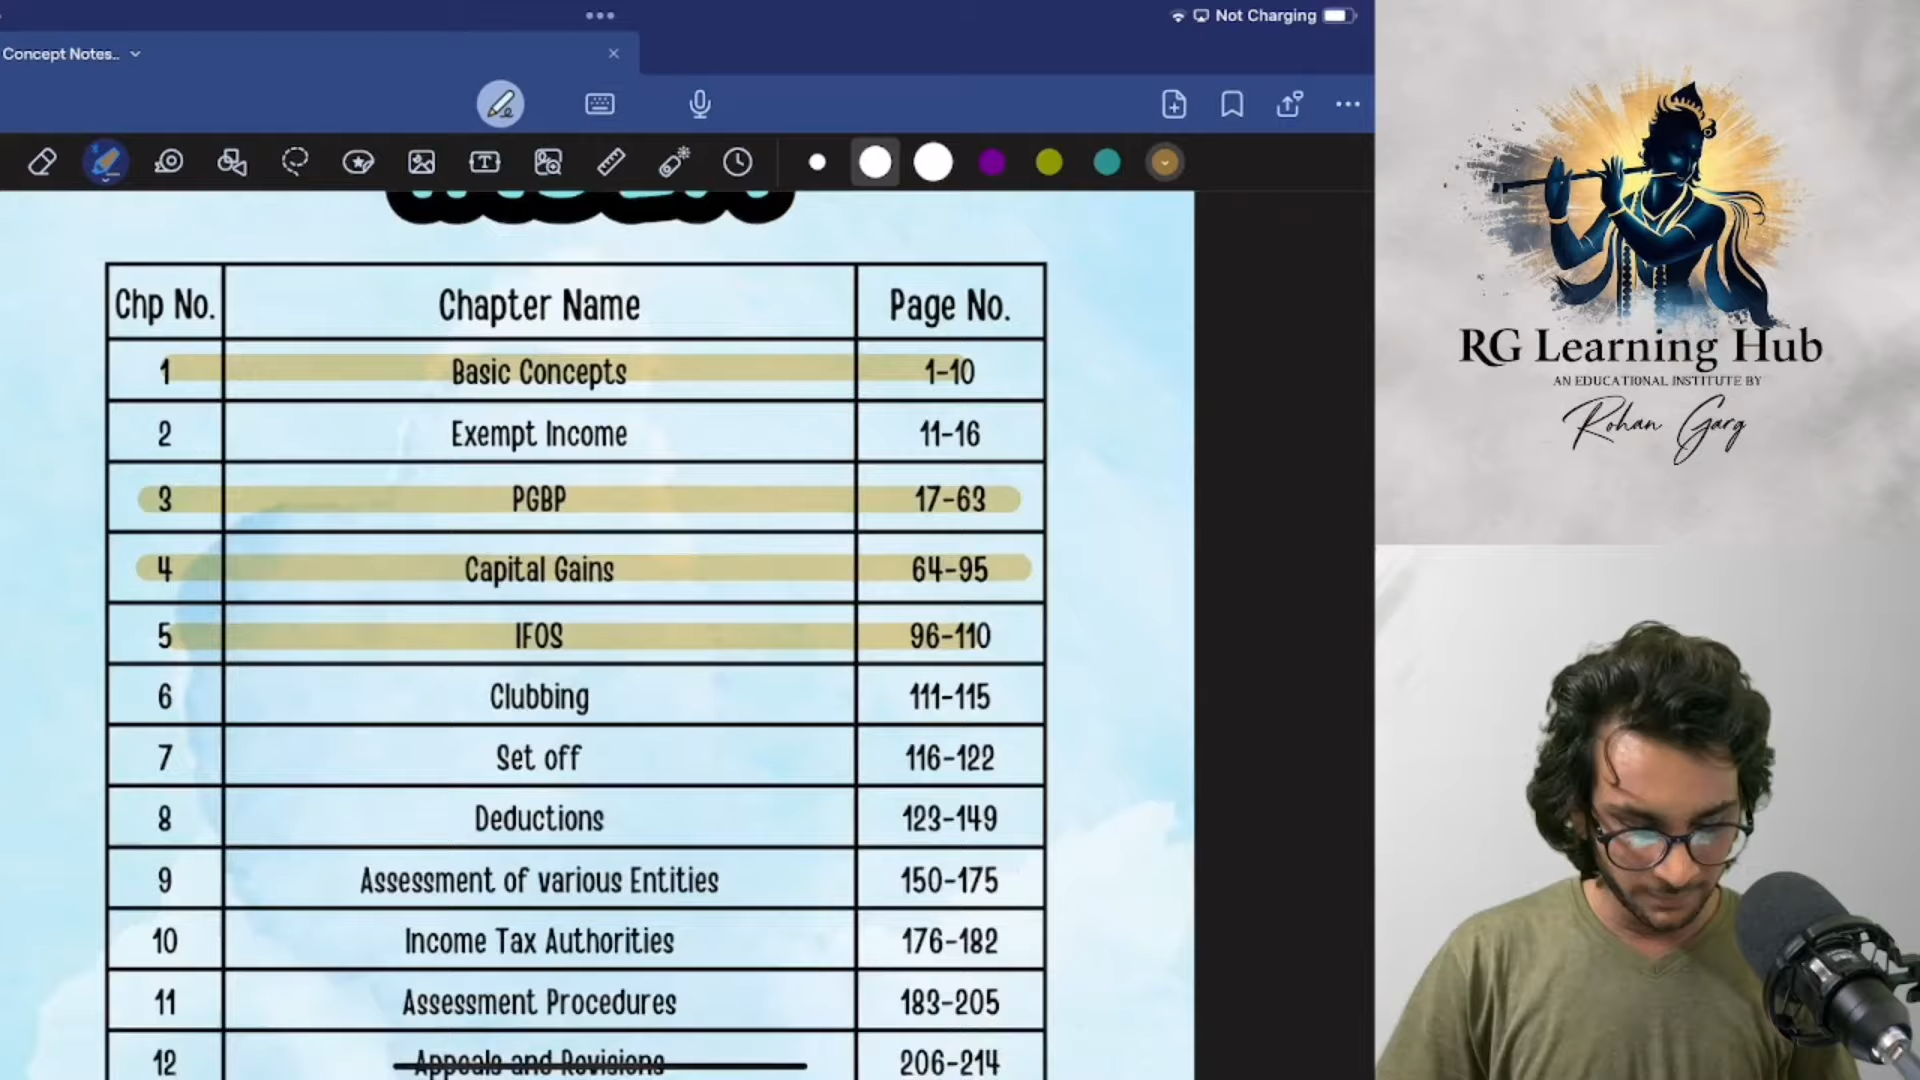 Not Charging
Concept Notes..
Chp No. Chapter Name Page No.
1 Basic Concepts 1-10
2 Exempt Income 11-16
3 PGBP 17-63
4 Capital Gains 64-95
5 IFOS 96-110
6 Clubbing 111-115
7 Set off 116-122
8 Deductions 123-149
9 Assessment of various Entities 150-175
10 Income Tax Authorities 176-182
11 Assessment Procedures 183-205
12 Appeals and Revisions 206-214
RG Learning Hub
AN EDUCATIONAL INSTITUTE BY
Rohan Garg